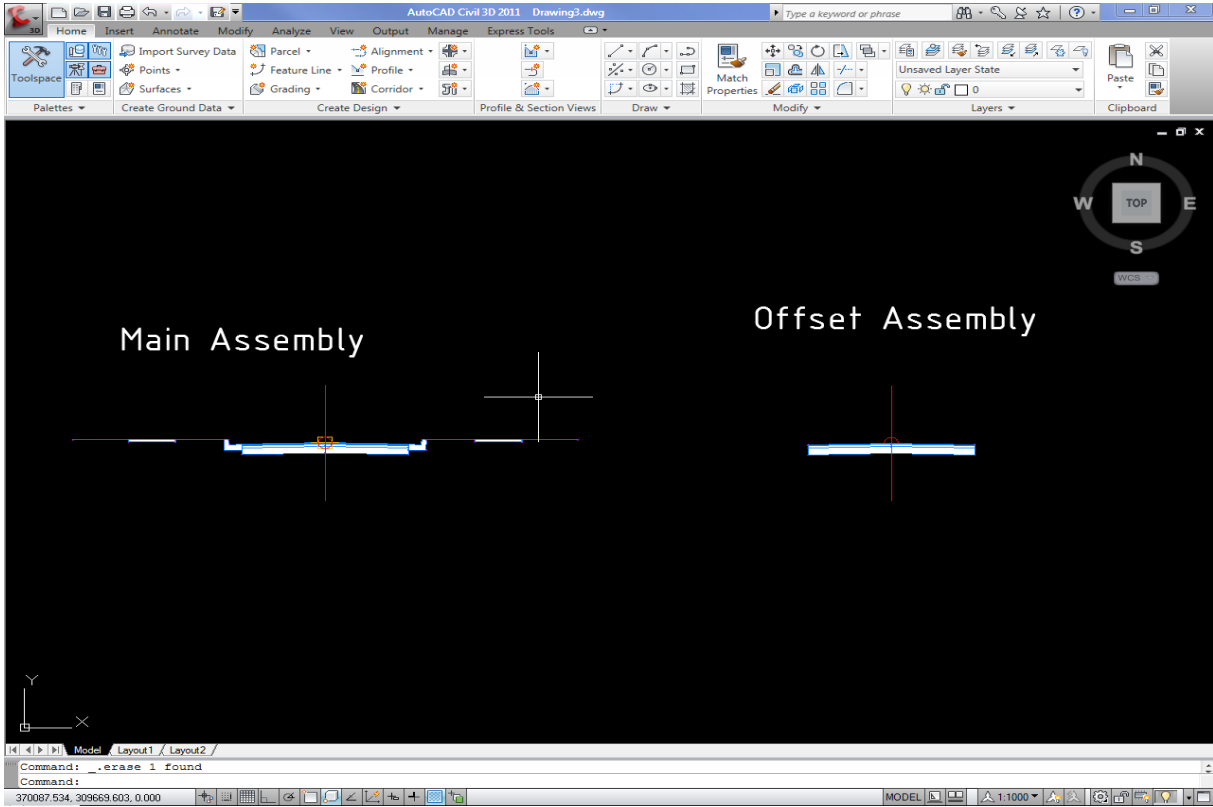 AutoCAD Civil 3D 2011 Drawing3.dwg
Type a keyword or phrase
3D
Home Insert Annotate Modify Analyze View Output Manage Express Tools
Import Survey Data Parcel Alignment
Points Feature Line Profile
Surfaces Grading Corridor
Toolspace
Match
Properties
Unsaved Layer State
0
Paste
Palettes Create Ground Data Create Design Profile & Section Views Draw Modify Layers Clipboard
N
W TOP E
S
WCS
Main Assembly
Offset Assembly
Y
X
Model Layout1 Layout2
Command: _.erase 1 found
Command:
370087.534, 309669.603, 0.000
MODEL
1:1000